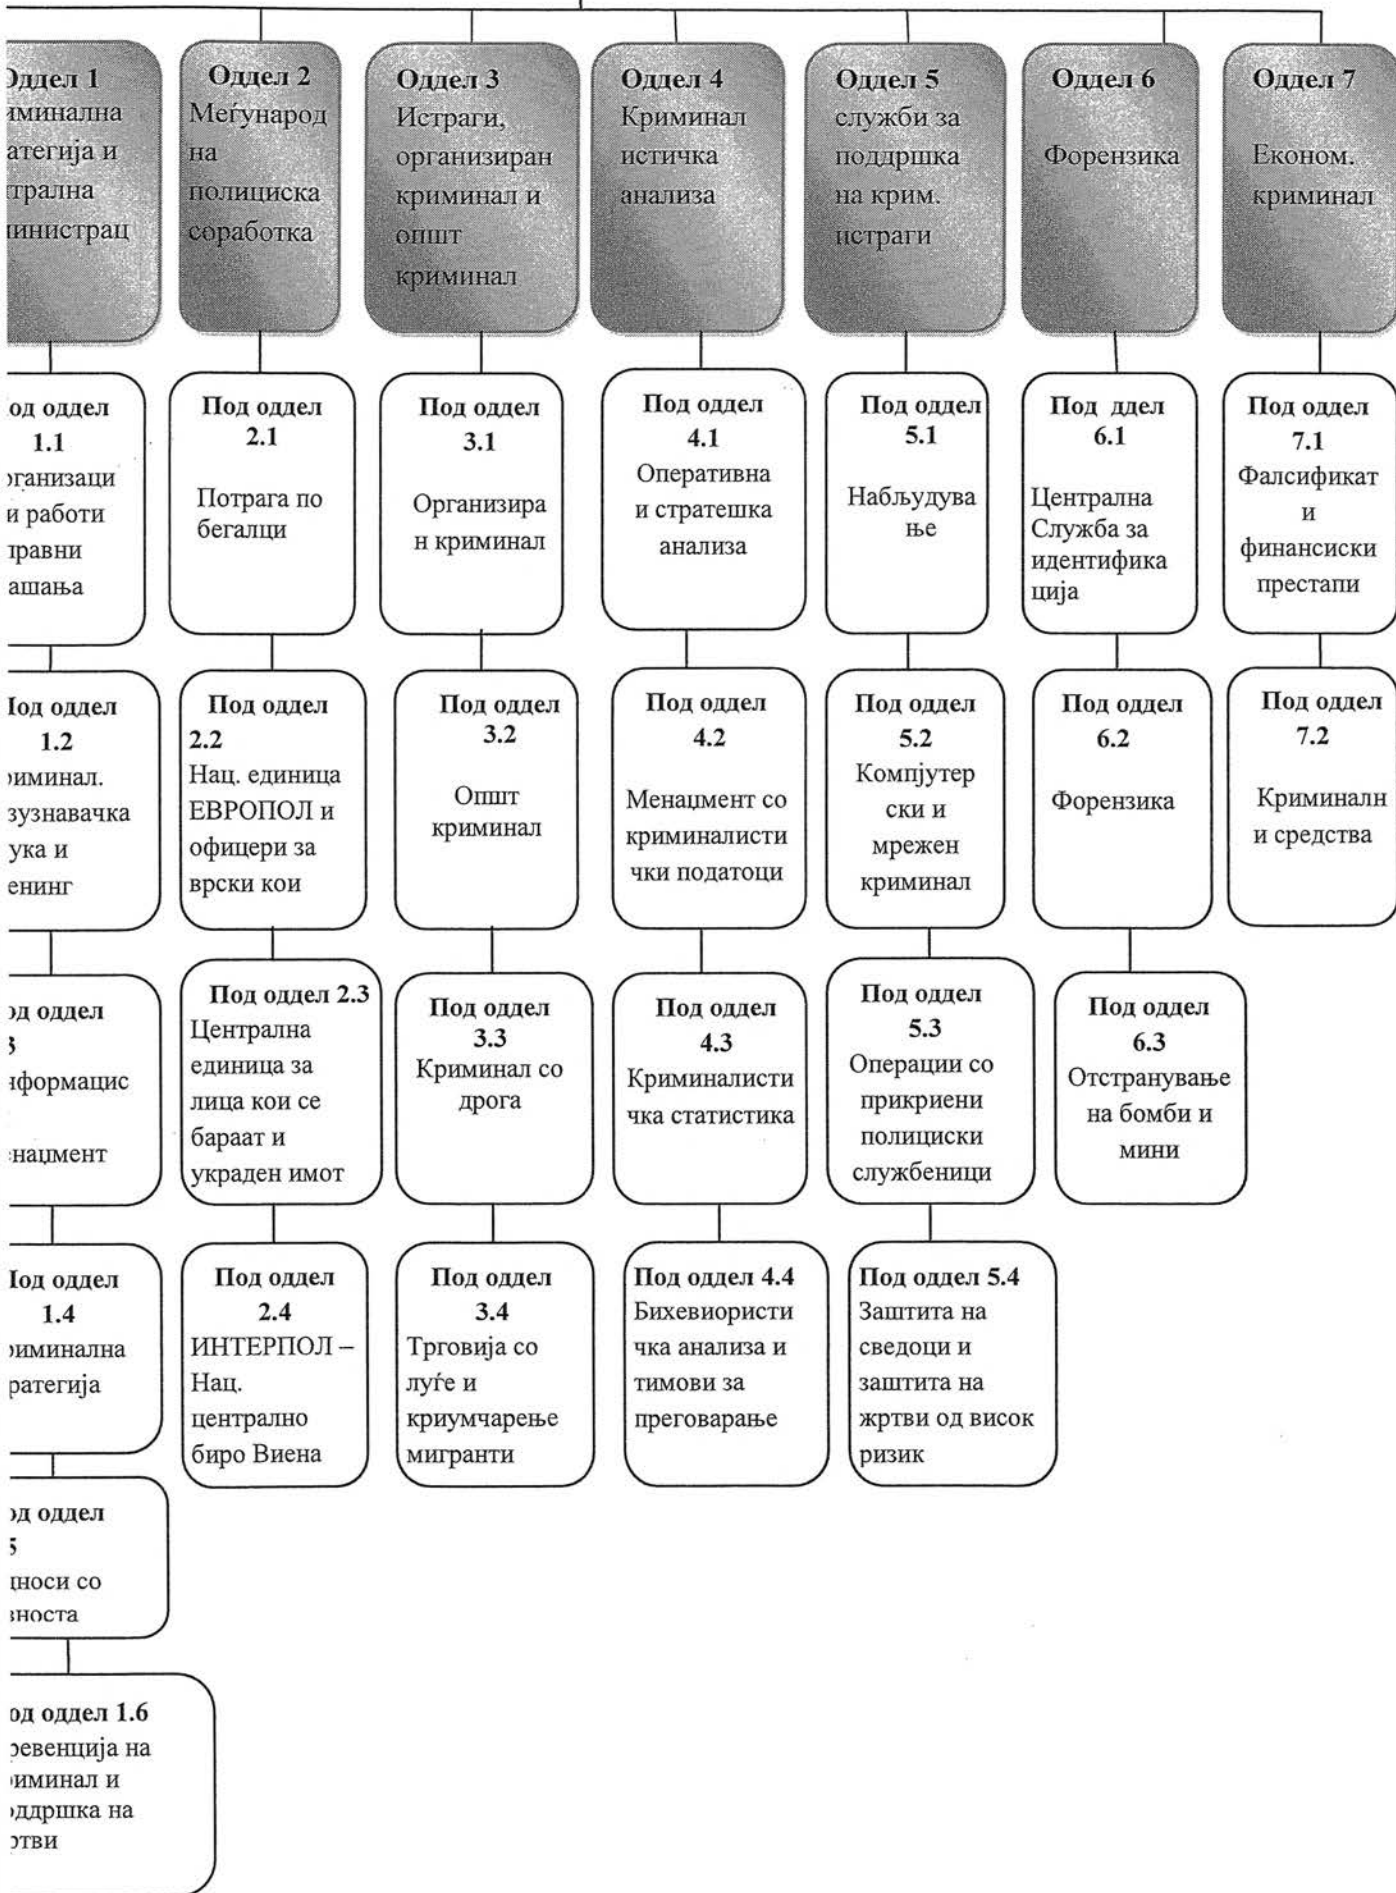 Оддел 1
иминална
атегија и
нтрална
министрац
Оддел 2
Меѓународ
на
полициска
соработка
Оддел 3
Истраги,
организиран
криминал и
општ
криминал
Оддел 4
Криминал
истичка
анализа
Оддел 5
служби за
поддршка
на крим.
истраги
Оддел 6
Форензика
Оддел 7
Економ.
криминал
од оддел
1.1
рганизаци
и работи
правни
ашања
Под оддел
2.1
Потрага по
бегалци
Под оддел
3.1
Организира
н криминал
Под оддел
4.1
Оперативна
и стратешка
анализа
Под оддел
5.1
Набљудува
ње
Под ддел
6.1
Централна
Служба за
идентифика
ција
Под оддел
7.1
Фалсификат
и
финансиски
престапи
Под оддел
1.2
риминал.
зузнавачка
ука и
енинг
Под оддел
2.2
Нац. единица
ЕВРОПОЛ и
офицери за
врски кои
Под оддел
3.2
Општ
криминал
Под оддел
4.2
Менаџмент со
криминалисти
чки податоци
Под оддел
5.2
Компјутер
ски и
мрежен
криминал
Под оддел
6.2
Форензика
Под оддел
7.2
Криминалн
и средства
од оддел
3
нформацис
наџмент
Под оддел 2.3
Централна
единица за
лица кои се
бараат и
украден имот
Под оддел
3.3
Криминал со
дрога
Под оддел
4.3
Криминалисти
чка статистика
Под оддел
5.3
Операции со
прикриени
полициски
службеници
Под оддел
6.3
Отстранување
на бомби и
мини
Под оддел
1.4
риминална
ратегија
Под оддел
2.4
ИНТЕРПОЛ –
Нац.
централно
биро Виена
Под оддел
3.4
Трговија со
луѓе и
криумчарење
мигранти
Под оддел 4.4
Бихевиористи
чка анализа и
тимови за
преговарање
Под оддел 5.4
Заштита на
сведоци и
заштита на
жртви од висок
ризик
од оддел
5
дноси со
вноста
од оддел 1.6
ревенција на
иминал и
оддршка на
ртви